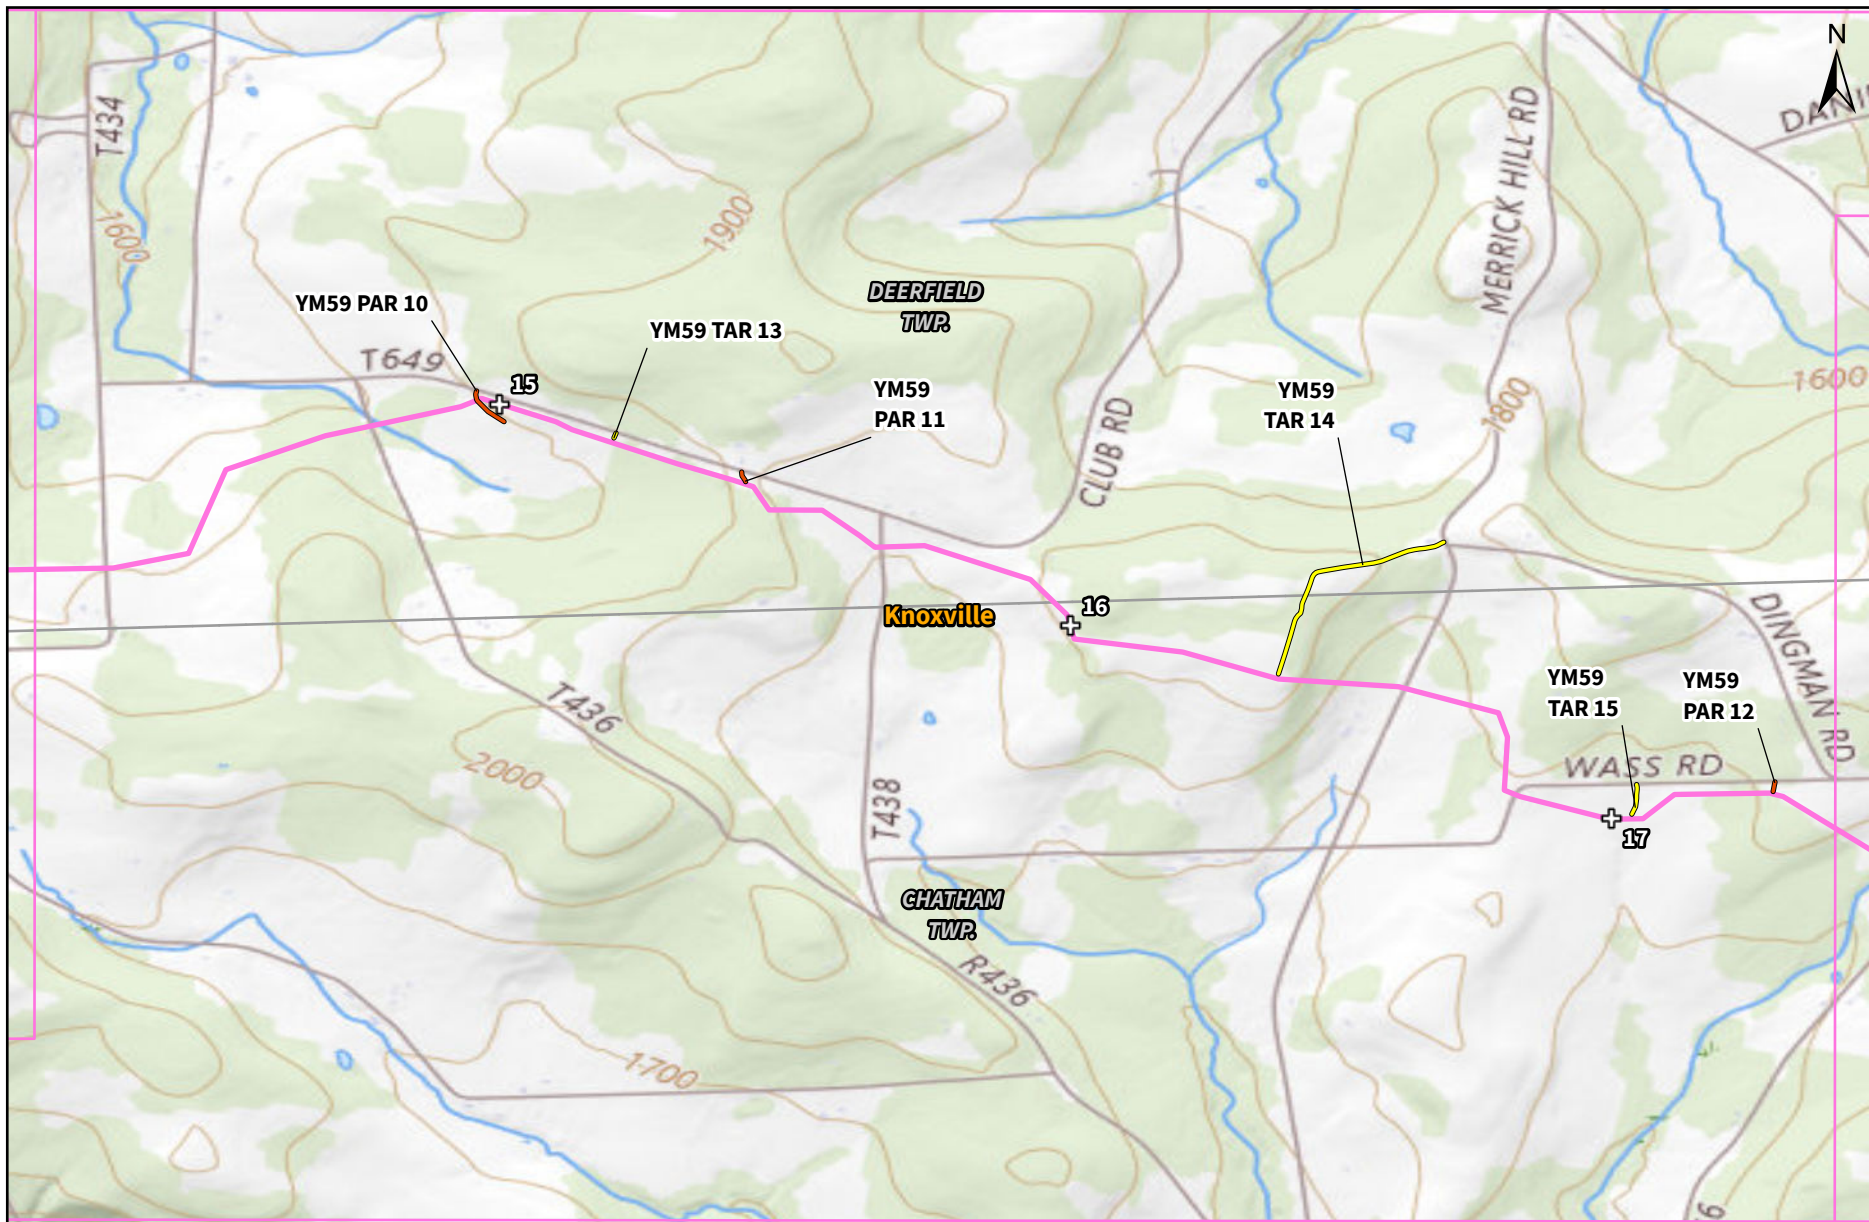 N
DANI
T434
MERRICK HILL RD
1600
1900
DEERFIELD
TWP.
YM59 PAR 10
YM59 TAR 13
T649
15
YM59
PAR 11
YM59
TAR 14
1600
1800
CLUB RD
16
Knoxville
DINGMAN RD
YM59
TAR 15
YM59
PAR 12
T436
2000
WASS RD
T438
17
CHATHAM
TWP.
R436
1700